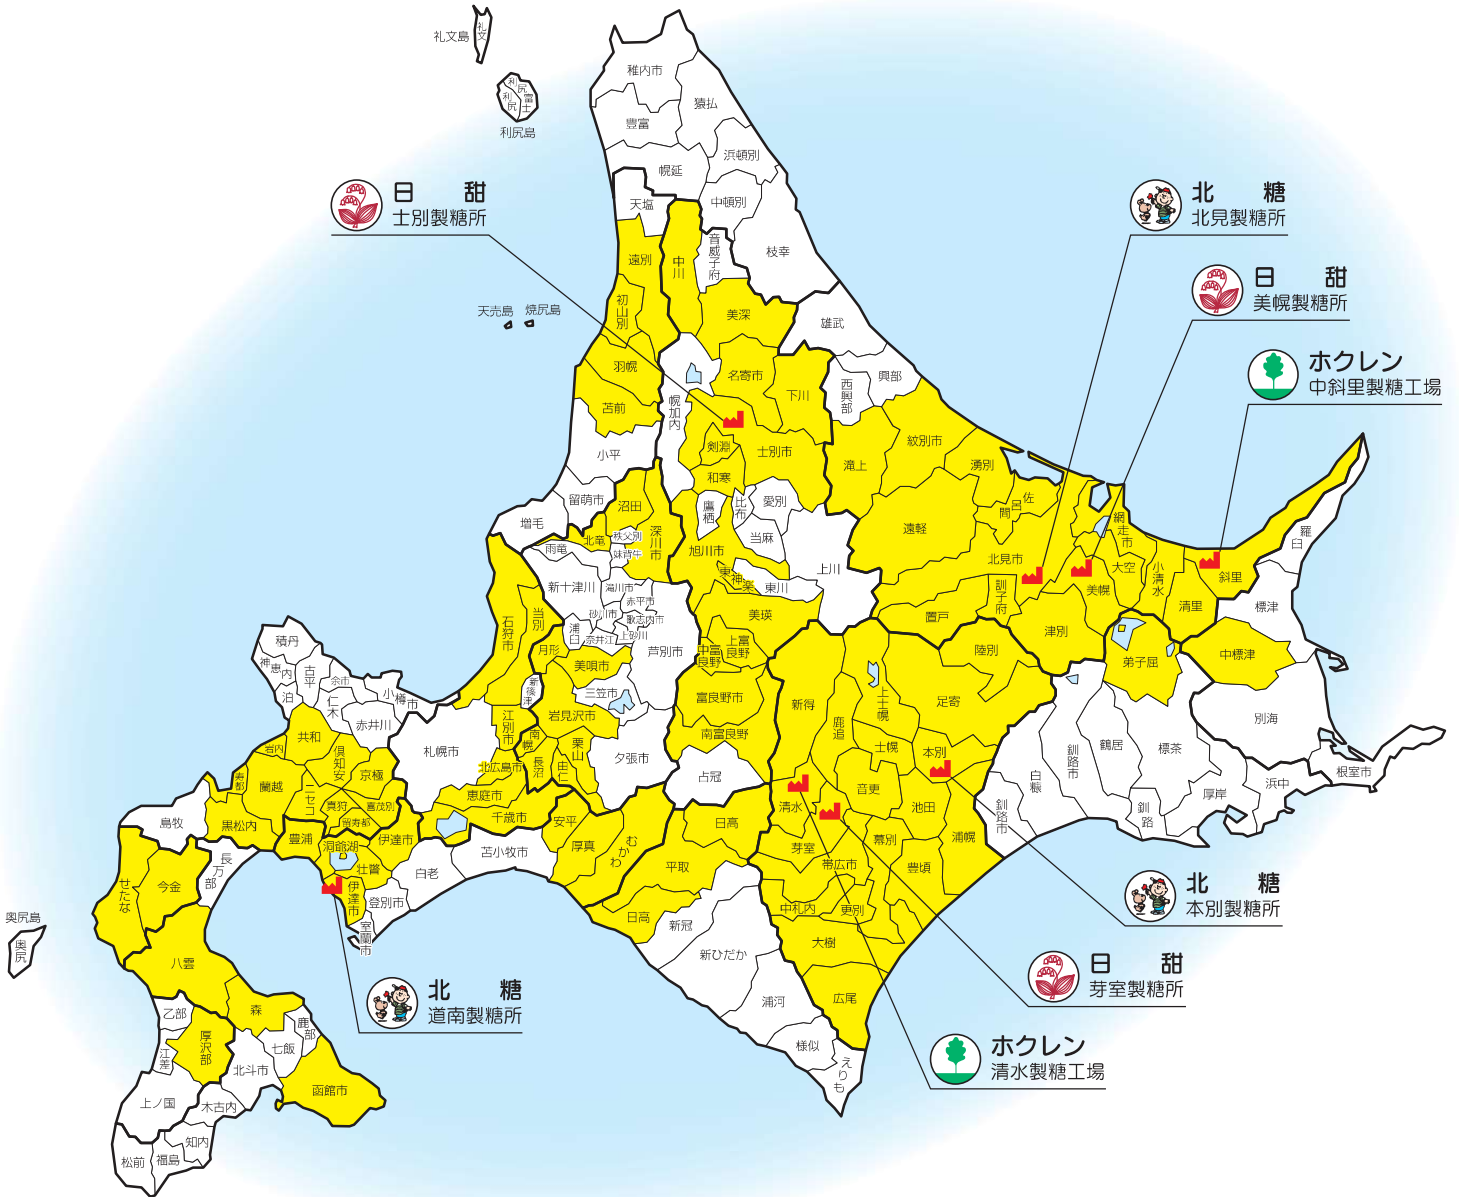 礼文島
礼文
利尻富士
利尻
利尻島
稚内市
猿払
豊富
浜頓別
幌延
中頓別
天塩
音威子府
枝幸
中川
遠別
初山別
天売島
焼尻島
美深
雄武
羽幌
名寄市
下川
西興部
興部
苫前
幌加内
小平
剣淵
士別市
和寒
滝上
紋別市
湧別
佐呂間
遠軽
留萌市
増毛
沼田
北竜
秩父別
妹背牛
深川市
雨竜
鷹栖
比布
愛別
当麻
旭川市
上川
東神楽
東川
北見市
網走市
大空
小清水
美幌
訓子府
置戸
津別
清里
斜里
羅臼
標津
中標津
弟子屈
別海
根室市
新十津川
滝川市
赤平市
砂川市
歌志内市
浦臼
奈井江
上砂川
芦別市
石狩市
当別
月形
美唄市
三笠市
新篠津
岩見沢市
美瑛
上富良野
中富良野
富良野市
南富良野
占冠
新得
鹿追
上士幌
士幌
陸別
足寄
本別
音更
池田
清水
芽室
帯広市
幕別
浦幌
豊頃
中札内
更別
大樹
広尾
白糠
釧路市
釧路市
鶴居
標茶
釧路
厚岸
浜中
積丹
神恵内
古平
余市
泊
仁木
小樽市
赤井川
札幌市
江別市
南幌
長沼
栗山
由仁
夕張市
北広島市
恵庭市
千歳市
共和
岩内
倶知安
京極
寿都
蘭越
ニセコ
真狩
喜茂別
留寿都
黒松内
島牧
豊浦
洞爺湖
伊達市
壮瞥
伊達市
白老
登別市
室蘭市
苫小牧市
安平
厚真
むかわ
日高
平取
日高
新冠
新ひだか
浦河
様似
えりも
長万部
せたな
今金
八雲
奥尻島
奥尻
乙部
厚沢部
森
鹿部
七飯
江差
北斗市
函館市
上ノ国
木古内
知内
福島
松前
日甜
士別製糖所
北糖
北見製糖所
日甜
美幌製糖所
ホクレン
中斜里製糖工場
北糖
本別製糖所
日甜
芽室製糖所
ホクレン
清水製糖工場
北糖
道南製糖所